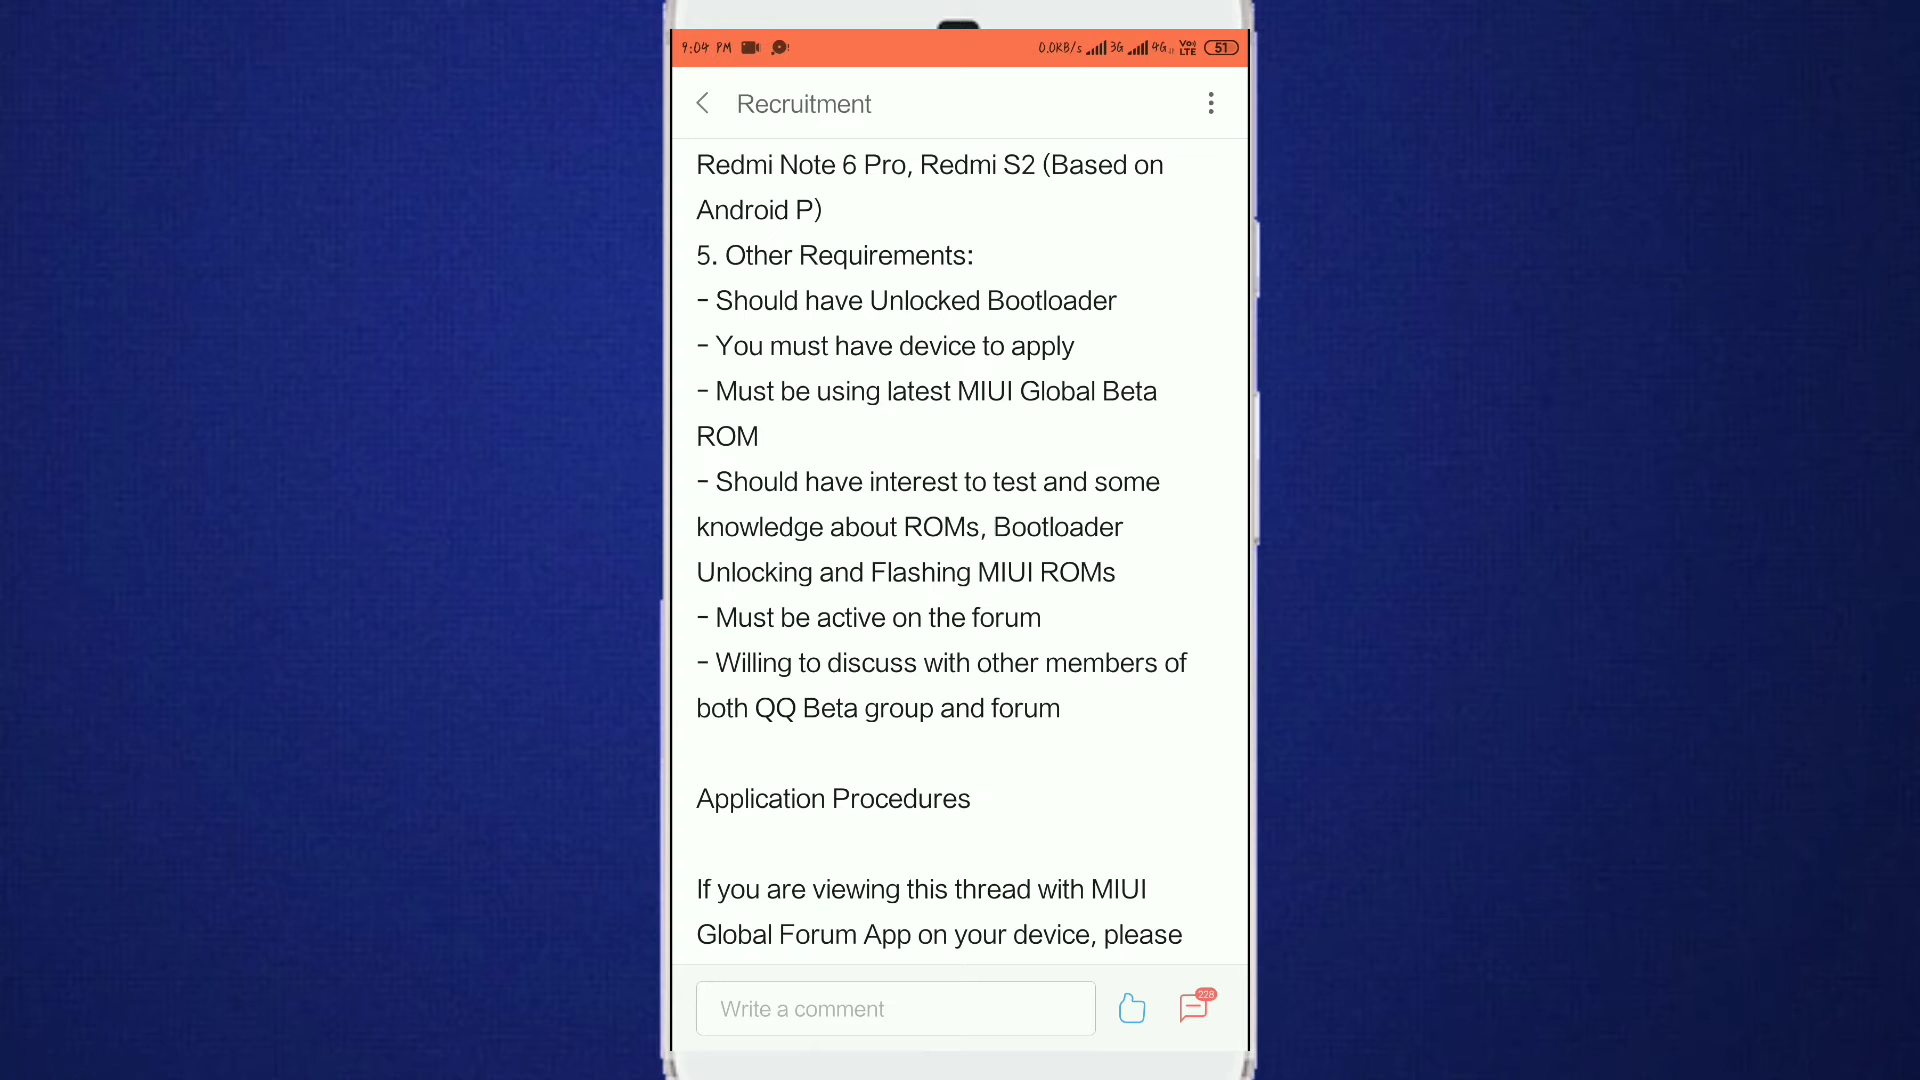 9:04 PM
0.0KB/s 3G 4G VoLTE 51
Recruitment
Redmi Note 6 Pro, Redmi S2 (Based on
Android P)
5. Other Requirements:
- Should have Unlocked Bootloader
- You must have device to apply
- Must be using latest MIUI Global Beta
ROM
- Should have interest to test and some
knowledge about ROMs, Bootloader
Unlocking and Flashing MIUI ROMs
- Must be active on the forum
- Willing to discuss with other members of
both QQ Beta group and forum
Application Procedures
If you are viewing this thread with MIUI
Global Forum App on your device, please
Write a comment
228